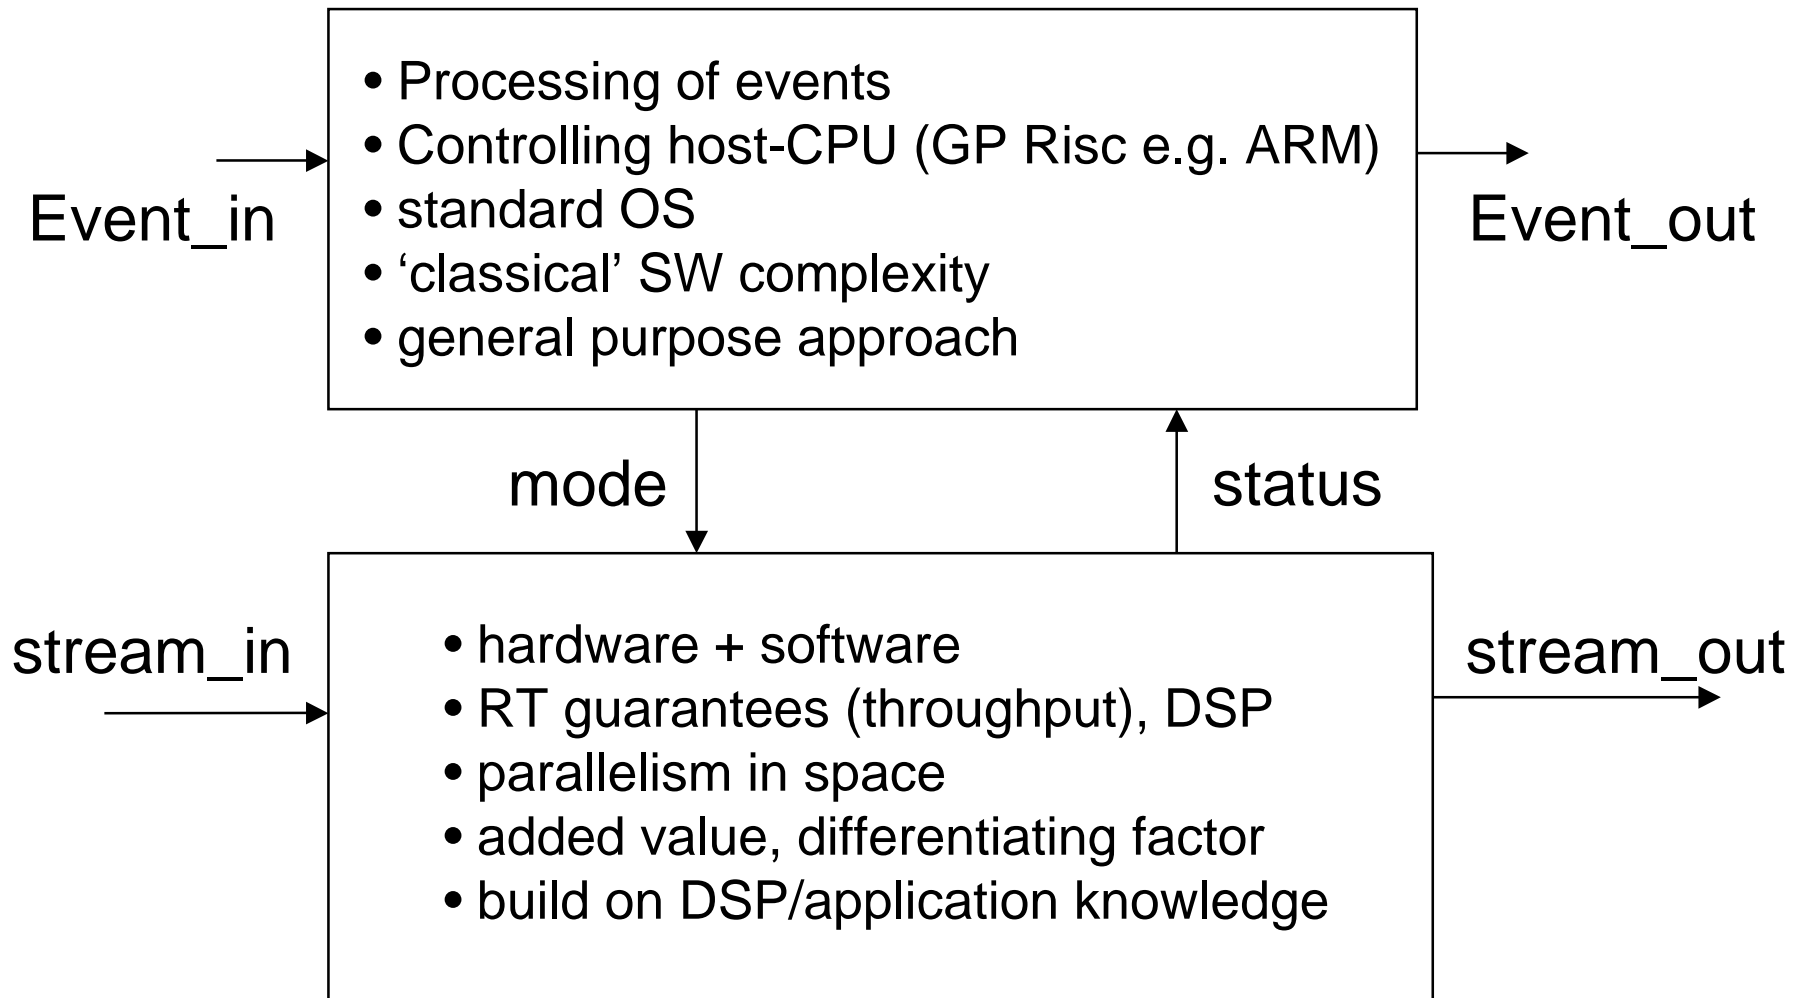 • Processing of events
• Controlling host-CPU (GP Risc e.g. ARM)
• standard OS
• ‘classical’ SW complexity
• general purpose approach
Event_in
Event_out
mode
status
stream_in
stream_out
• hardware + software
• RT guarantees (throughput), DSP
• parallelism in space
• added value, differentiating factor
• build on DSP/application knowledge